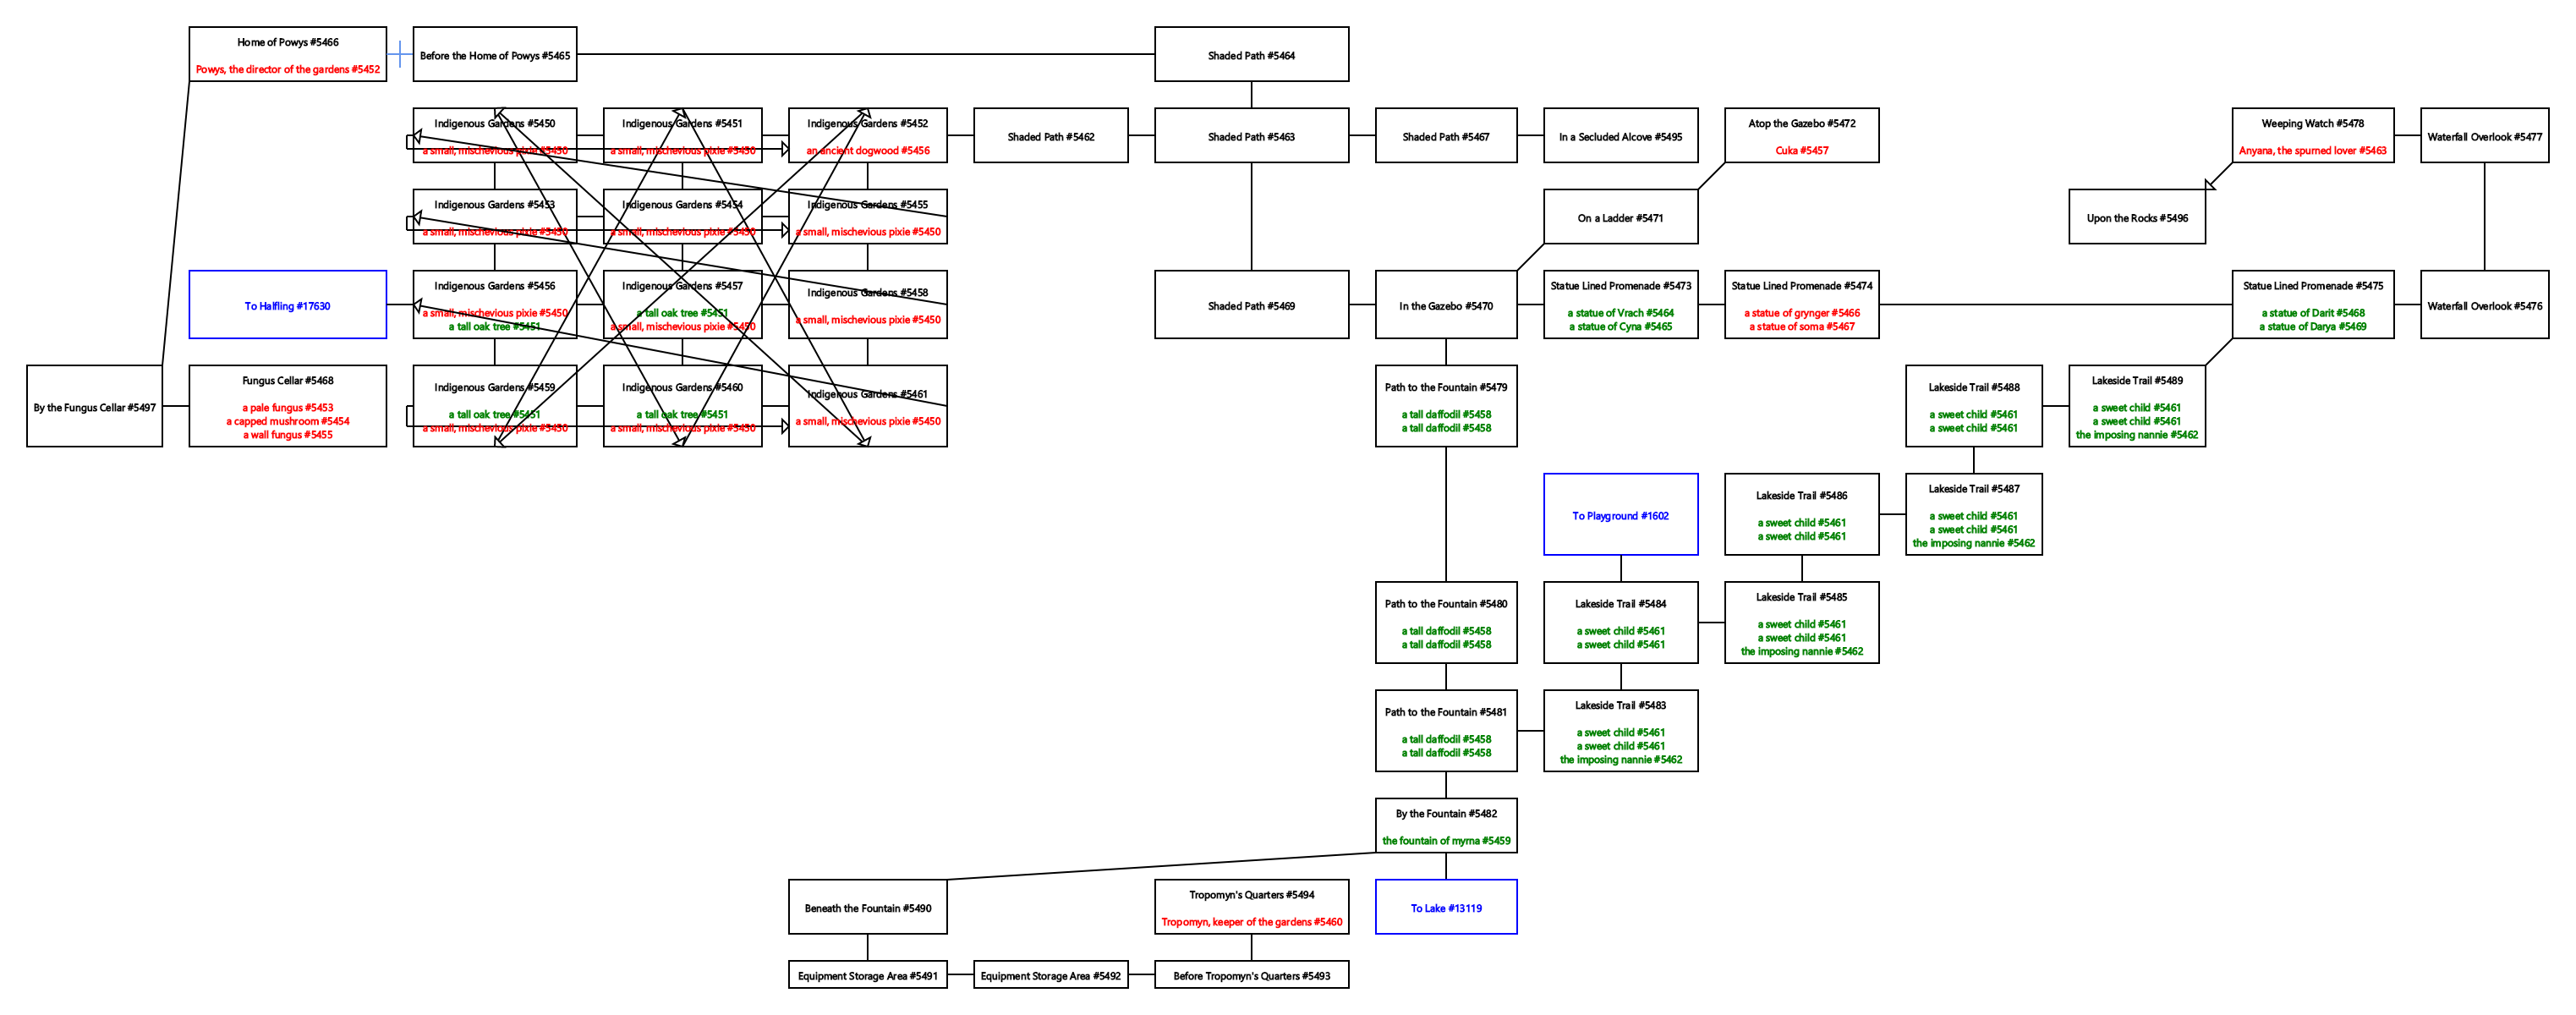 Home of Powys #5466
Powys, the director of the gardens #5452
Before the Home of Powys #5465
Shaded Path #5464
Indigenous Gardens #5450
a small, mischevious pixie #5450
Indigenous Gardens #5451
a small, mischevious pixie #5450
Indigenous Gardens #5452
an ancient dogwood #5456
Shaded Path #5462
Shaded Path #5463
Shaded Path #5467
In a Secluded Alcove #5495
Atop the Gazebo #5472
Cuka #5457
Weeping Watch #5478
Anyana, the spurned lover #5463
Waterfall Overlook #5477
Indigenous Gardens #5453
a small, mischevious pixie #5450
Indigenous Gardens #5454
a small, mischevious pixie #5450
Indigenous Gardens #5455
a small, mischevious pixie #5450
On a Ladder #5471
Upon the Rocks #5496
To Halfling #17630
Indigenous Gardens #5456
a small, mischevious pixie #5450
a tall oak tree #5451
Indigenous Gardens #5457
a tall oak tree #5451
a small, mischevious pixie #5450
Indigenous Gardens #5458
a small, mischevious pixie #5450
Shaded Path #5469
In the Gazebo #5470
Statue Lined Promenade #5473
a statue of Vrach #5464
a statue of Cyna #5465
Statue Lined Promenade #5474
a statue of grynger #5466
a statue of soma #5467
Statue Lined Promenade #5475
a statue of Darit #5468
a statue of Darya #5469
Waterfall Overlook #5476
By the Fungus Cellar #5497
Fungus Cellar #5468
a pale fungus #5453
a capped mushroom #5454
a wall fungus #5455
Indigenous Gardens #5459
a tall oak tree #5451
a small, mischevious pixie #5450
Indigenous Gardens #5460
a tall oak tree #5451
a small, mischevious pixie #5450
Indigenous Gardens #5461
a small, mischevious pixie #5450
Path to the Fountain #5479
a tall daffodil #5458
a tall daffodil #5458
Lakeside Trail #5488
a sweet child #5461
a sweet child #5461
Lakeside Trail #5489
a sweet child #5461
a sweet child #5461
the imposing nannie #5462
To Playground #1602
Lakeside Trail #5486
a sweet child #5461
a sweet child #5461
Lakeside Trail #5487
a sweet child #5461
a sweet child #5461
the imposing nannie #5462
Path to the Fountain #5480
a tall daffodil #5458
a tall daffodil #5458
Lakeside Trail #5484
a sweet child #5461
a sweet child #5461
Lakeside Trail #5485
a sweet child #5461
a sweet child #5461
the imposing nannie #5462
Path to the Fountain #5481
a tall daffodil #5458
a tall daffodil #5458
Lakeside Trail #5483
a sweet child #5461
a sweet child #5461
the imposing nannie #5462
By the Fountain #5482
the fountain of myrna #5459
Beneath the Fountain #5490
Tropomyn's Quarters #5494
Tropomyn, keeper of the gardens #5460
To Lake #13119
Equipment Storage Area #5491
Equipment Storage Area #5492
Before Tropomyn's Quarters #5493